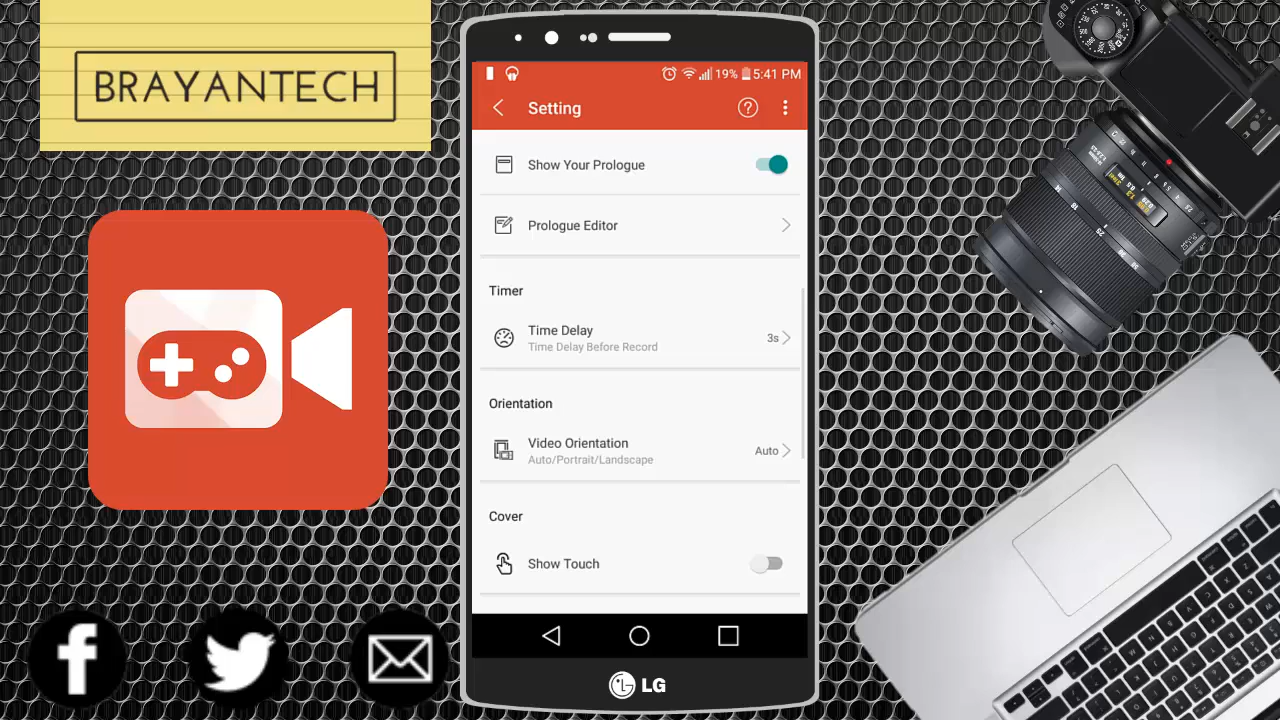 BRAYANTECH
19% 5:41 PM
Setting
Show Your Prologue
Prologue Editor
Timer
Time Delay
Time Delay Before Record
3s
Orientation
Video Orientation
Auto/Portrait/Landscape
Auto
Cover
Show Touch
LG